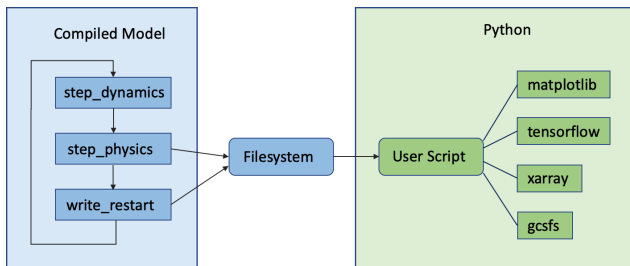 Compiled Model
step_dynamics
step_physics
write_restart
Filesystem
Python
User Script
matplotlib
tensorflow
xarray
gcsfs